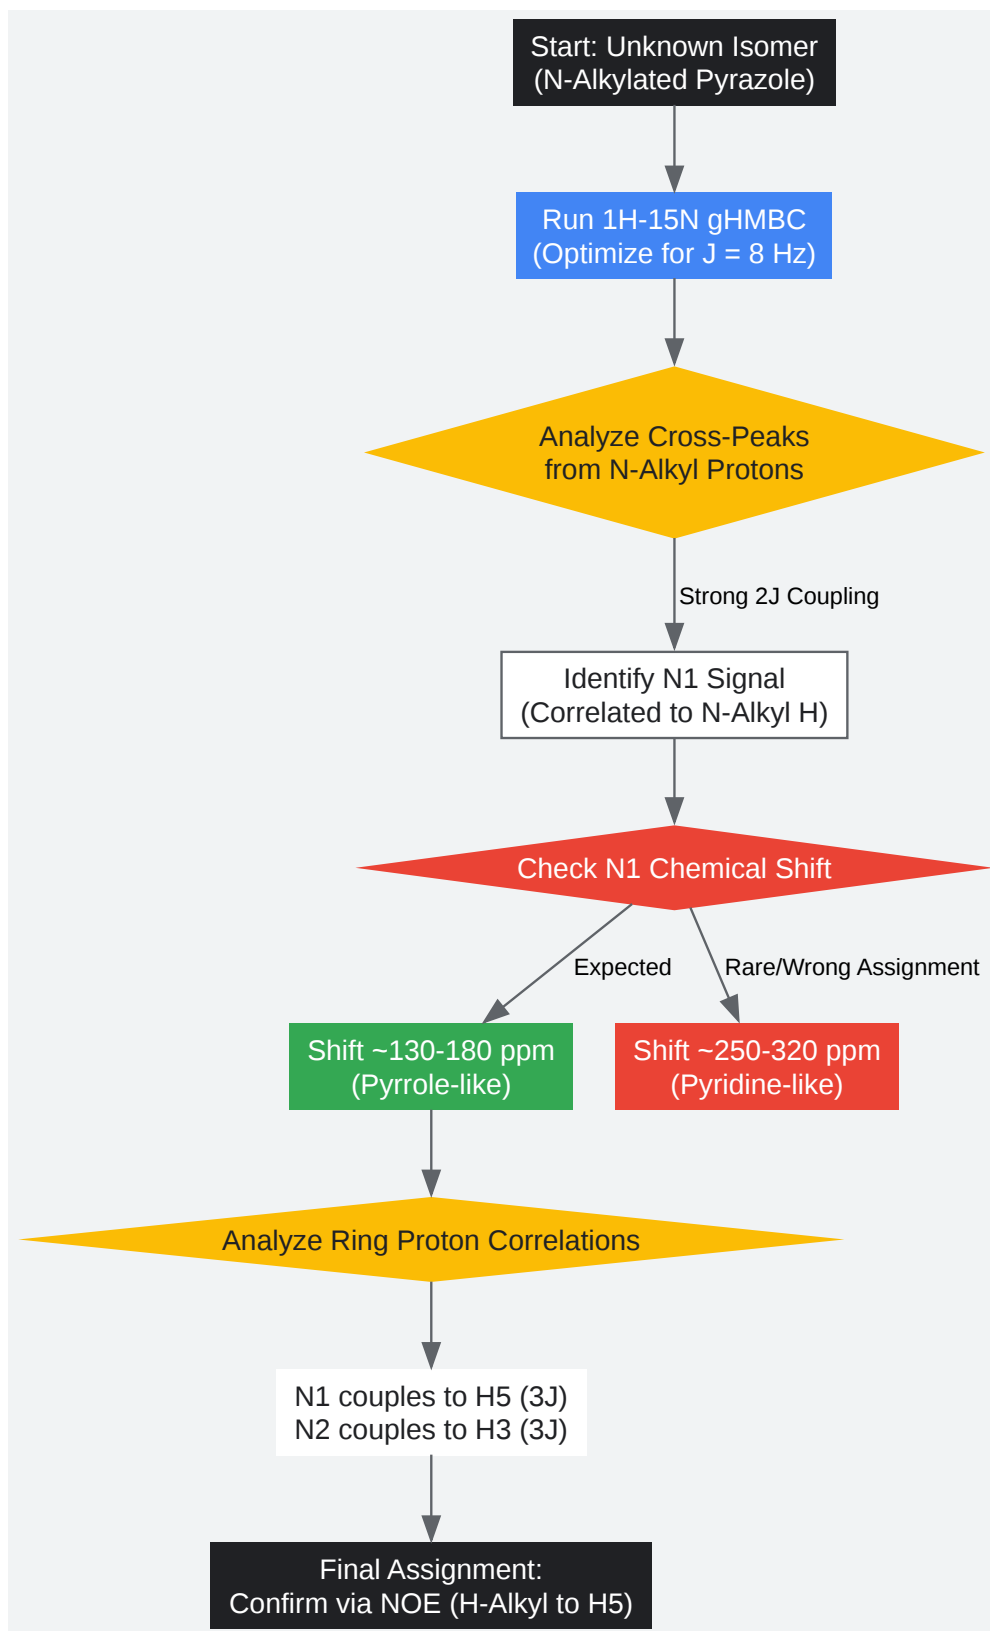 Start: Unknown Isomer
(N-Alkylated Pyrazole)
Run 1H-15N gHMBC
(Optimize for J = 8 Hz)
Analyze Cross-Peaks
from N-Alkyl Protons
Strong 2J Coupling
Identify N1 Signal
(Correlated to N-Alkyl H)
Check N1 Chemical Shift
Expected
Rare/Wrong Assignment
Shift ~130-180 ppm
(Pyrrole-like)
Shift ~250-320 ppm
(Pyridine-like)
Analyze Ring Proton Correlations
N1 couples to H5 (3J)
N2 couples to H3 (3J)
Final Assignment:
Confirm via NOE (H-Alkyl to H5)